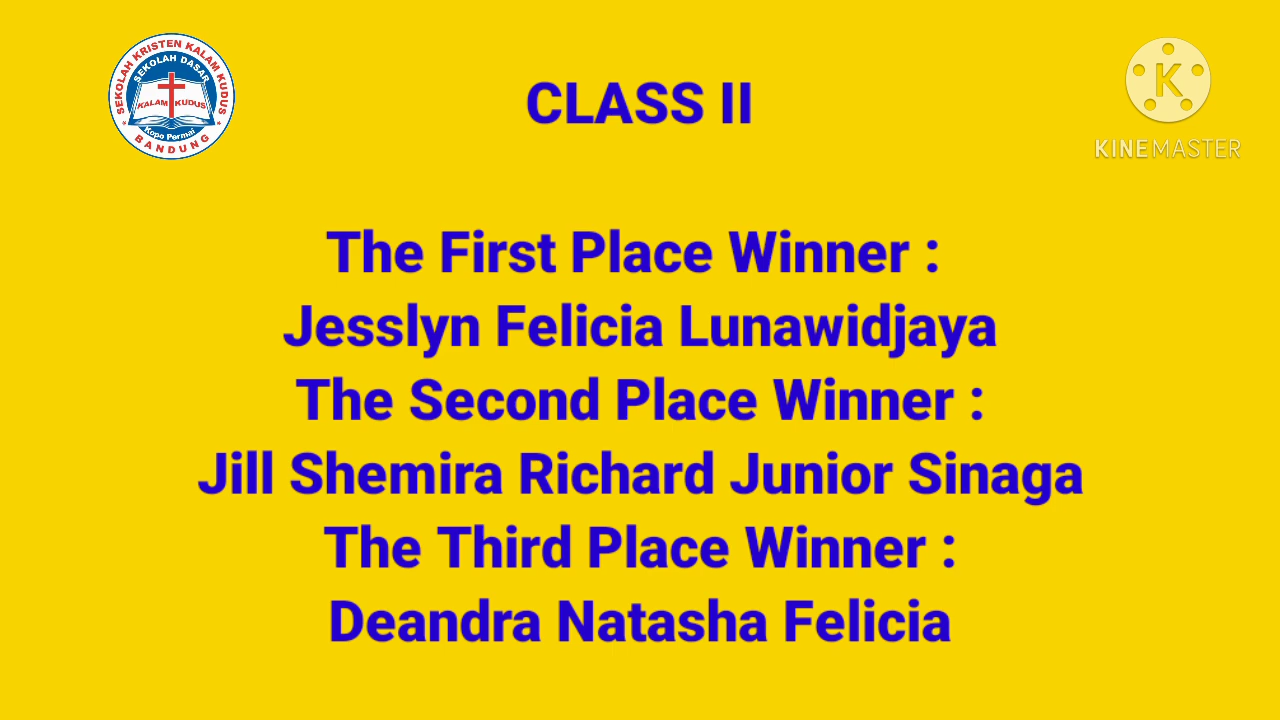 SEKOLAH KRISTEN KALAM KUDUS
SEKOLAH DASAR
KALAM KUDUS
Kopo Permai
* BANDUNG *
K
KINEMASTER
CLASS II
The First Place Winner :
Jesslyn Felicia Lunawidjaya
The Second Place Winner :
Jill Shemira Richard Junior Sinaga
The Third Place Winner :
Deandra Natasha Felicia